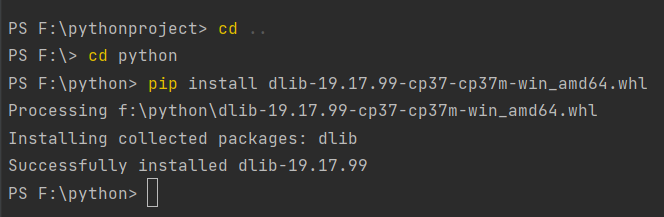 PS F:\pythonproject> cd ..
PS F:\> cd python
PS F:\python> pip install dlib-19.17.99-cp37-cp37m-win_amd64.whl
Processing f:\python\dlib-19.17.99-cp37-cp37m-win_amd64.whl
Installing collected packages: dlib
Successfully installed dlib-19.17.99
PS F:\python>